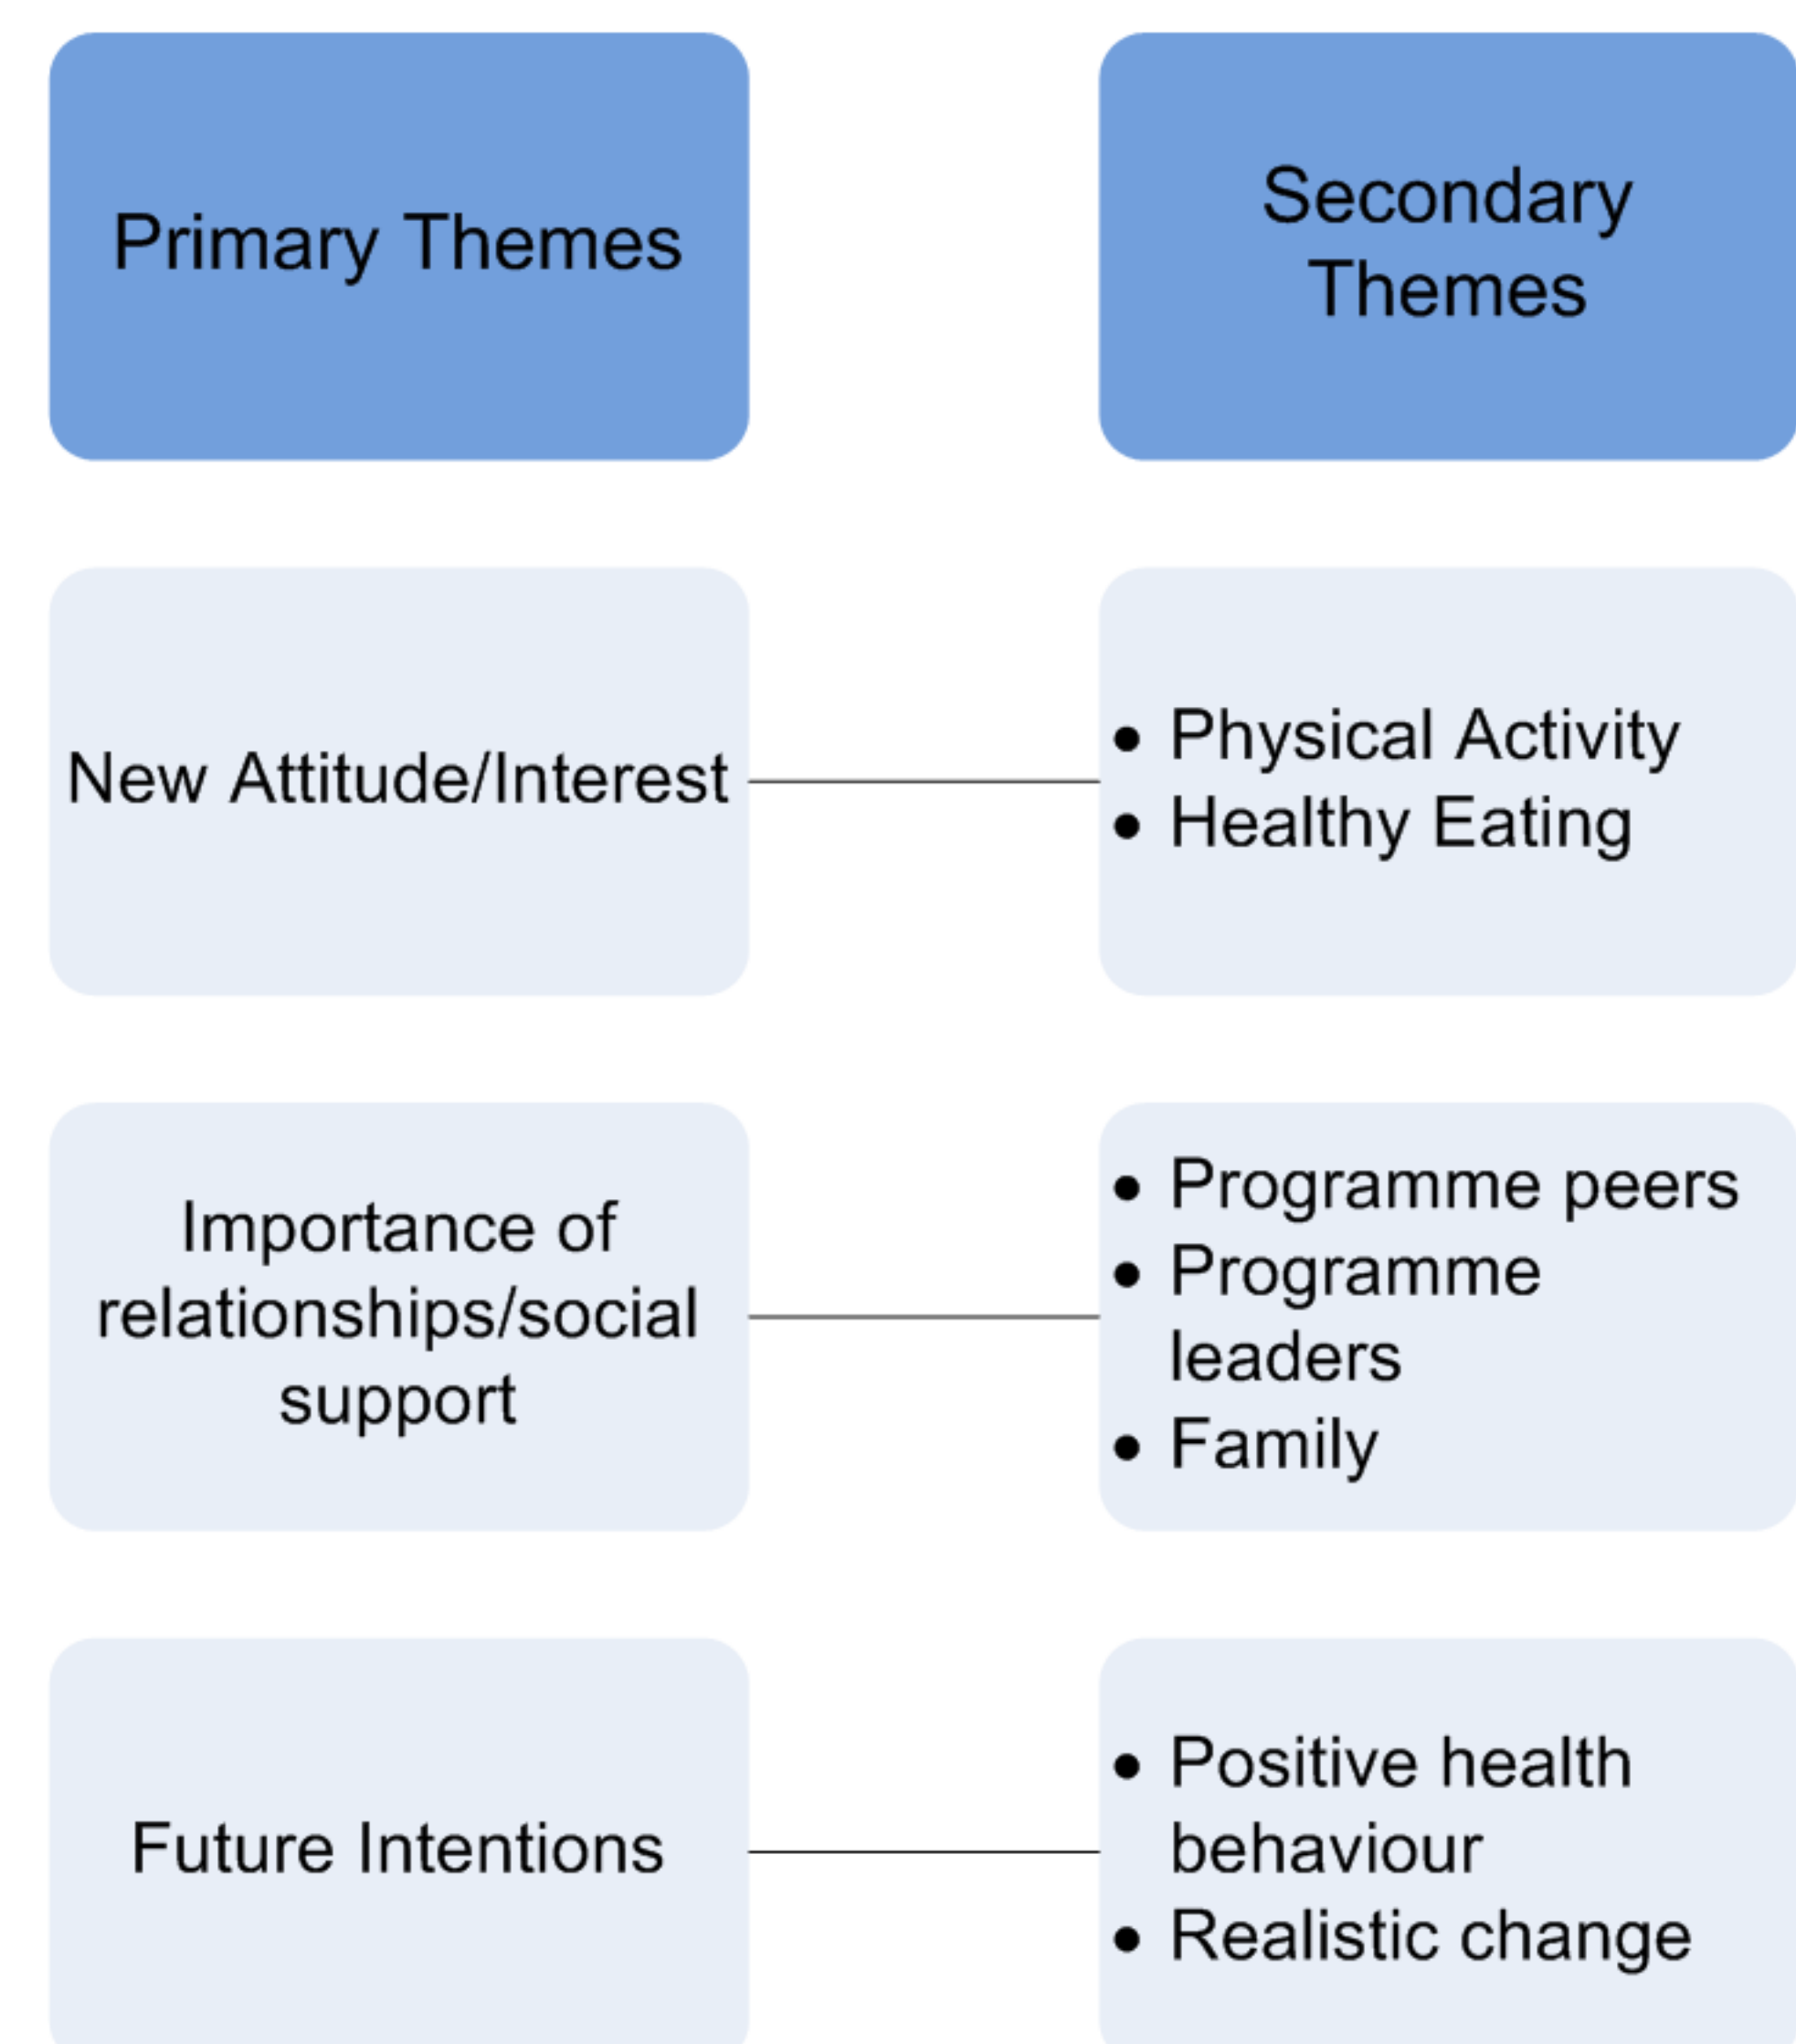 Primary Themes
Secondary
Themes
New Attitude/Interest
• Physical Activity
• Healthy Eating
Importance of
relationships/social
support
• Programme peers
• Programme
leaders
• Family
Future Intentions
• Positive health
behaviour
• Realistic change